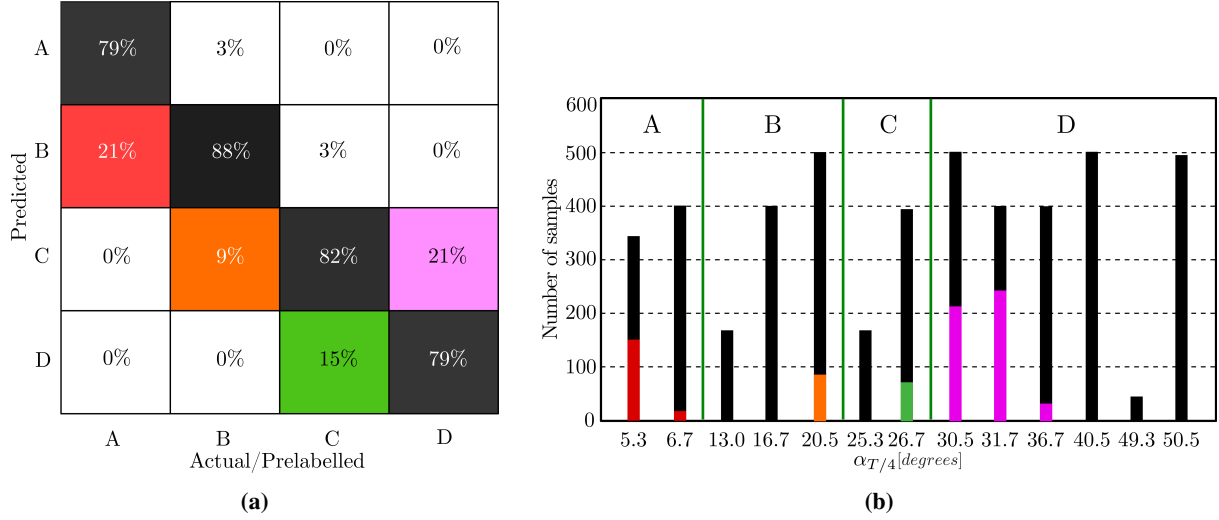 A 79% 3% 0% 0%
B 21% 88% 3% 0%
C 0% 9% 82% 21%
D 0% 0% 15% 79%
A B C D
Predicted
Actual/Prelabelled
(a)
600
500
400
300
200
100
0
Number of samples
A B C D
5.3 6.7 13.0 16.7 20.5 25.3 26.7 30.5 31.7 36.7 40.5 49.3 50.5
α_{T/4}[degrees]
(b)